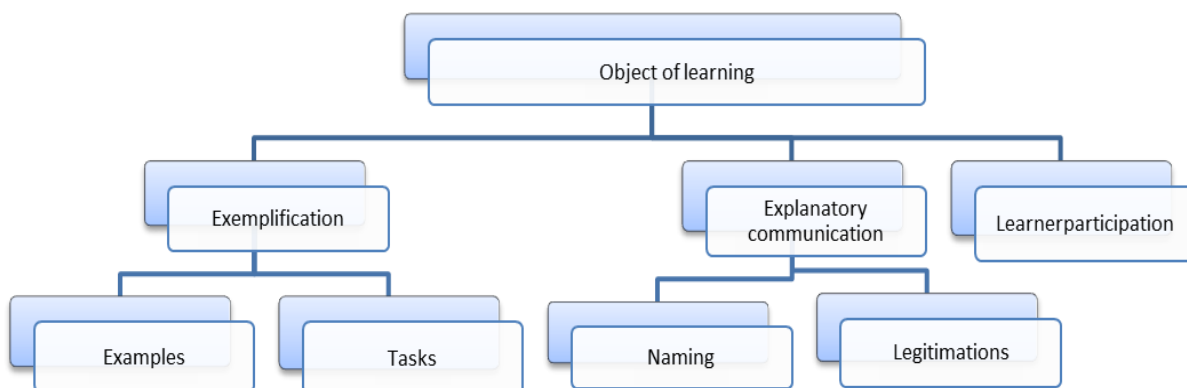 Object of learning
Exemplification
Explanatory
communication
Learnerparticipation
Examples
Tasks
Naming
Legitimations